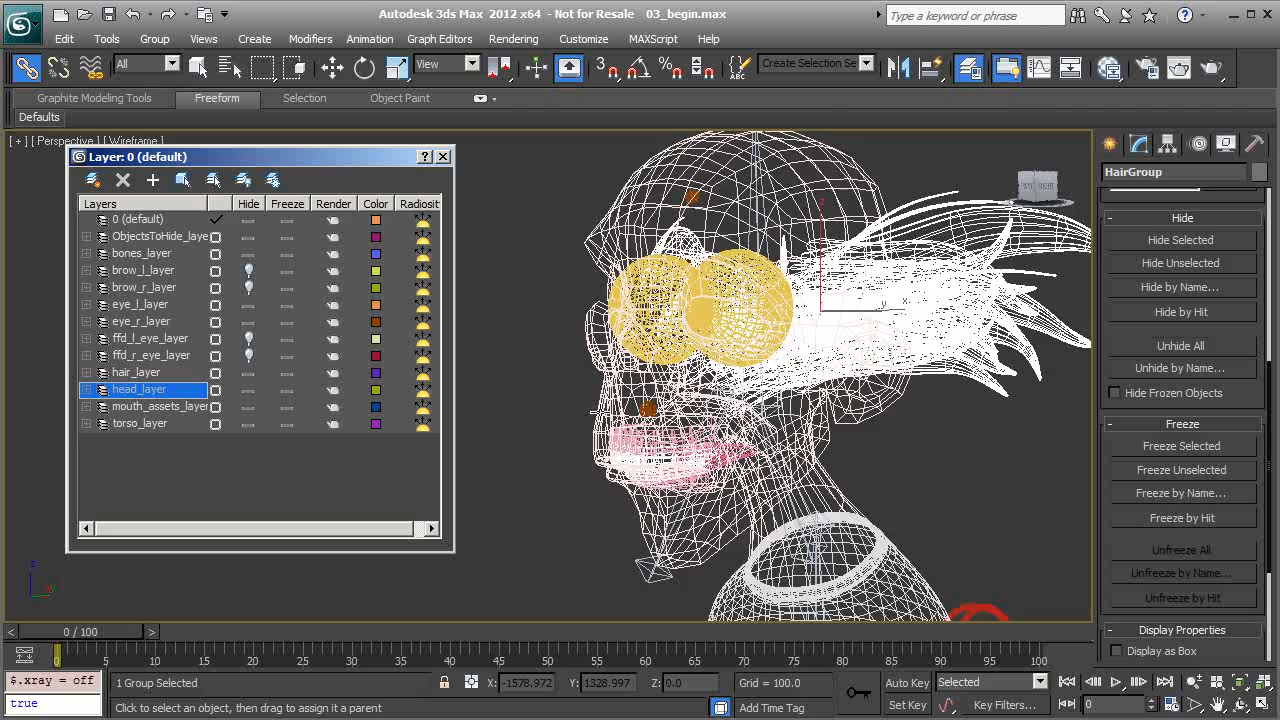 Autodesk 3ds Max 2012 x64 - Not for Resale 03_begin.max
Type a keyword or phrase
Edit Tools Group Views Create Modifiers Animation Graph Editors Rendering Customize MAXScript Help
All View 3 Create Selection Se
Graphite Modeling Tools Freeform Selection Object Paint
Defaults
[ + ] [ Perspective ] [ Wireframe ]
Layer: 0 (default)
Layers Hide Freeze Render Color Radiosit
0 (default)
ObjectsToHide_laye
bones_layer
brow_l_layer
brow_r_layer
eye_l_layer
eye_r_layer
ffd_l_eye_layer
ffd_r_eye_layer
hair_layer
head_layer
mouth_assets_layer
torso_layer
RIGHT
z
y x
HairGroup
- Hide
Hide Selected
Hide Unselected
Hide by Name...
Hide by Hit
Unhide All
Unhide by Name...
Hide Frozen Objects
- Freeze
Freeze Selected
Freeze Unselected
Freeze by Name...
Freeze by Hit
Unfreeze All
Unfreeze by Name...
Unfreeze by Hit
- Display Properties
Display as Box
< 0 / 100 >
0 5 10 15 20 25 30 35 40 45 50 55 60 65 70 75 80 85 90 95 100
$.xray = off
true
1 Group Selected X: -1578.972 Y: 1328.997 Z: 0.0 Grid = 100.0
Auto Key Selected
Click to select an object, then drag to assign it a parent Add Time Tag
Set Key Key Filters... 0